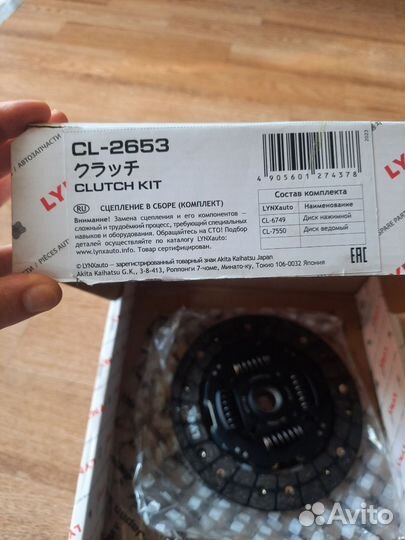 CL-2653
クラッチ
CLUTCH KIT
RU СЦЕПЛЕНИЕ В СБОРЕ (КОМПЛЕКТ)
Внимание! Замена сцепления и его компонентов –
сложный и трудоёмкий процесс, требующий специальных
навыков и оборудования. Обращайтесь на СТО! Подбор
деталей осуществляйте по каталогу LYNXauto:
www.lynxauto.info. Товар сертифицирован.
® LYNXauto – зарегистрированный товарный знак Akita Kaihatsu Japan
Akita Kaihatsu G.K., 3-8-413, Роппонги 7-чоме, Минато-ку, Токио 106-0032 Япония
4 905601 274378
2023
Состав комплекта
LYNXauto Наименование
CL-6749 Диск нажимной
CL-7550 Диск ведомый
EAC
АВТОЗАПЧАСТИ
LYNX
PIÈCES AUTO
Avito